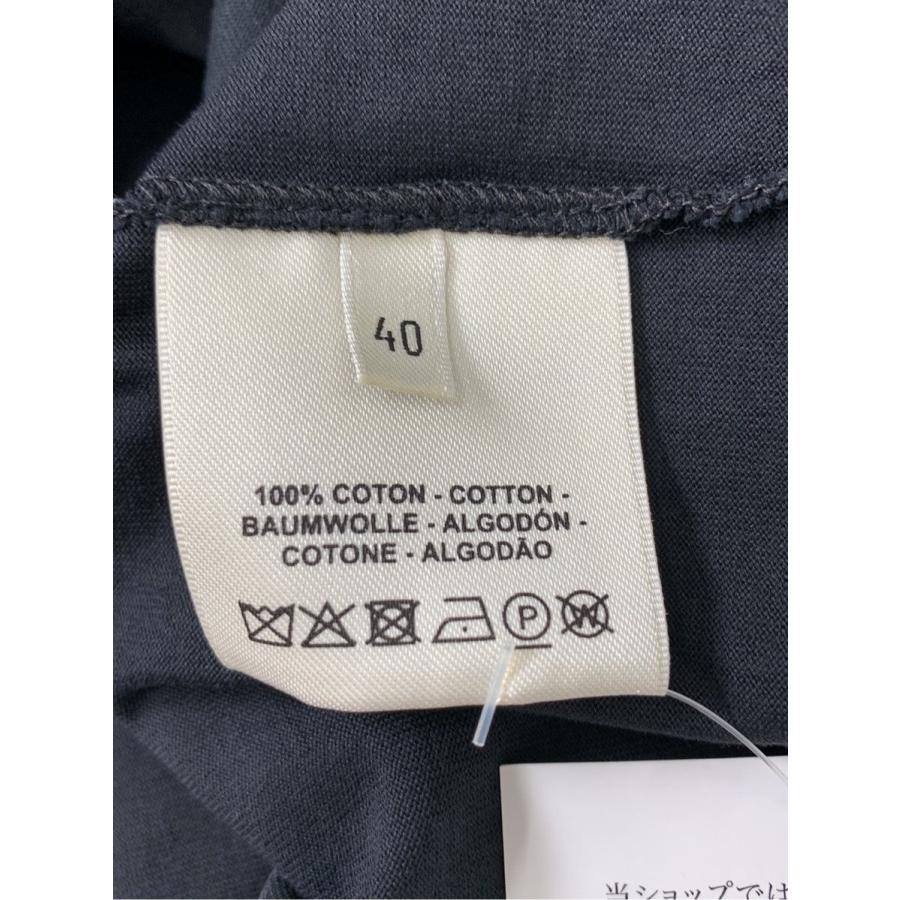 40
100% COTON - COTTON -
BAUMWOLLE - ALGODÓN -
COTONE - ALGODÃO
P
W
当ショップでは